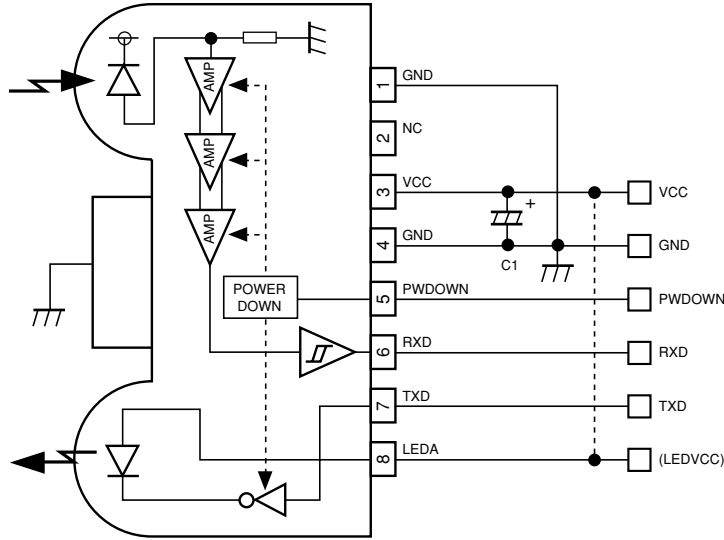 AMP
AMP
AMP
POWER
DOWN
1
GND
2
NC
3
VCC
4
GND
5
PWDOWN
6
RXD
7
TXD
8
LEDA
+
C1
VCC
GND
PWDOWN
RXD
TXD
(LEDVCC)